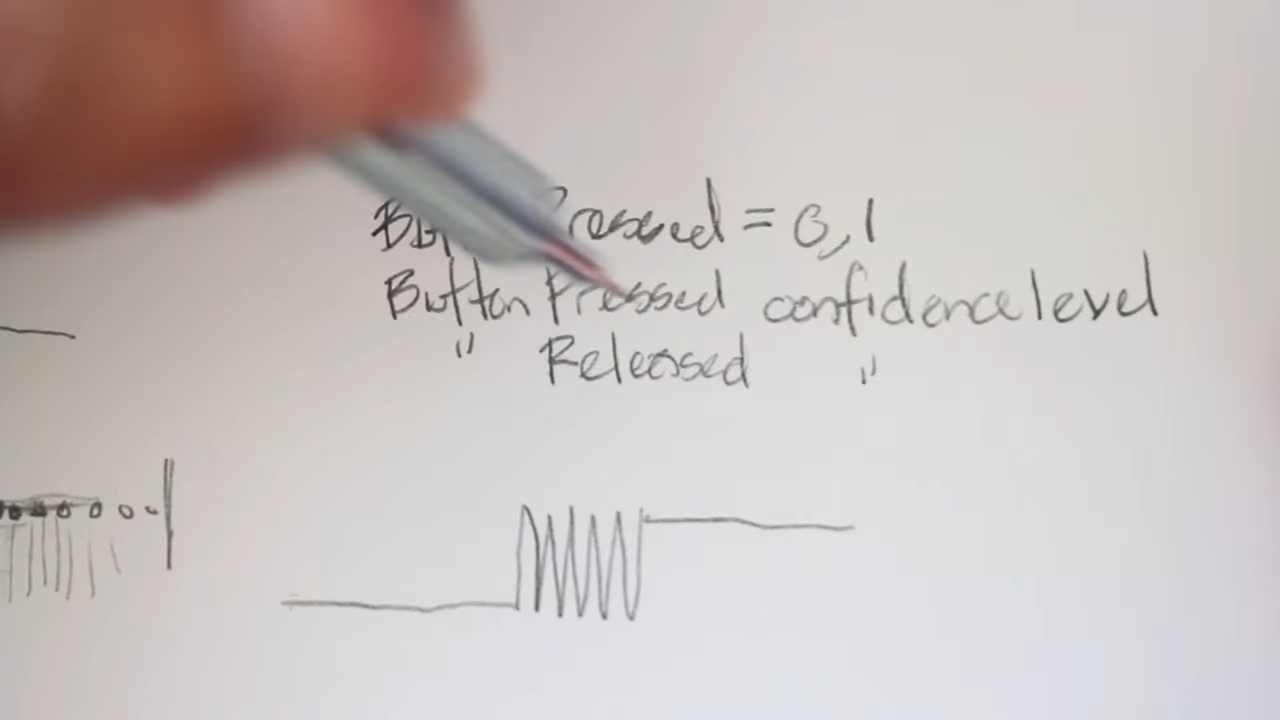 Pressed = 0,1
Button Pressed confidence level
" Released "